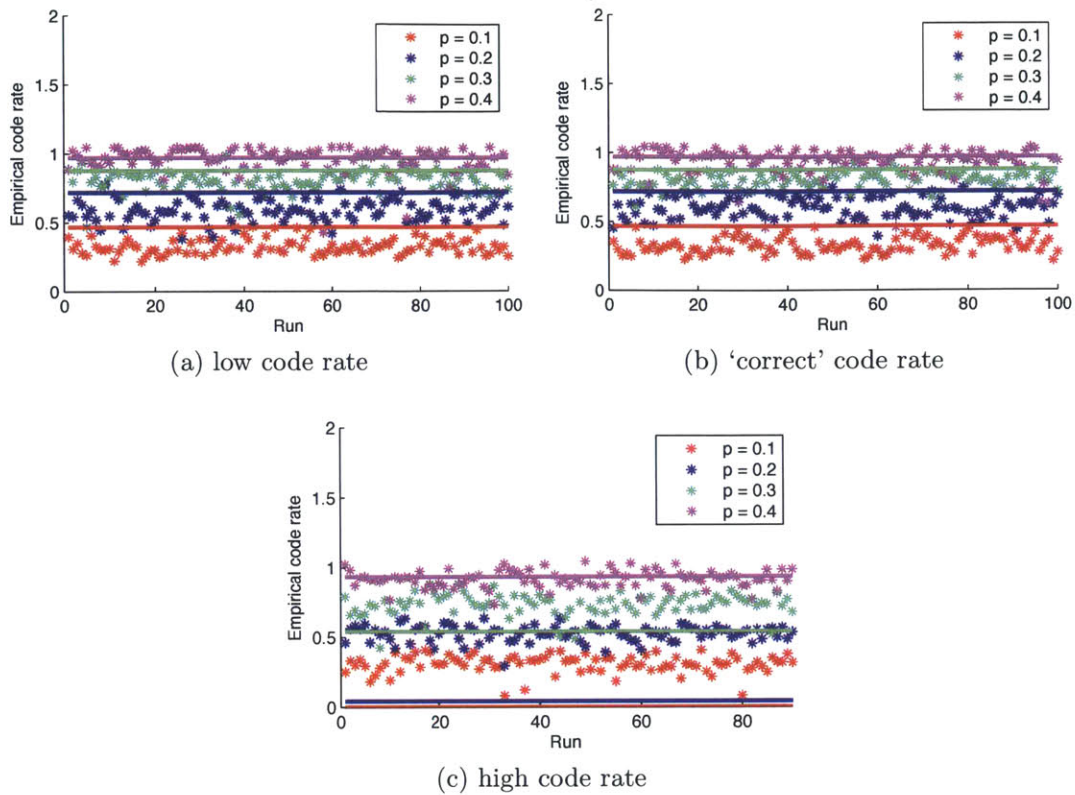 2
1.5
1
0.5
0
Empirical code rate
p = 0.1
p = 0.2
p = 0.3
p = 0.4
0 20 40 60 80 100
Run
(a) low code rate
2
1.5
1
0.5
0
Empirical code rate
p = 0.1
p = 0.2
p = 0.3
p = 0.4
0 20 40 60 80 100
Run
(b) ‘correct’ code rate
2
1.5
1
0.5
0
Empirical code rate
p = 0.1
p = 0.2
p = 0.3
p = 0.4
0 20 40 60 80
Run
(c) high code rate